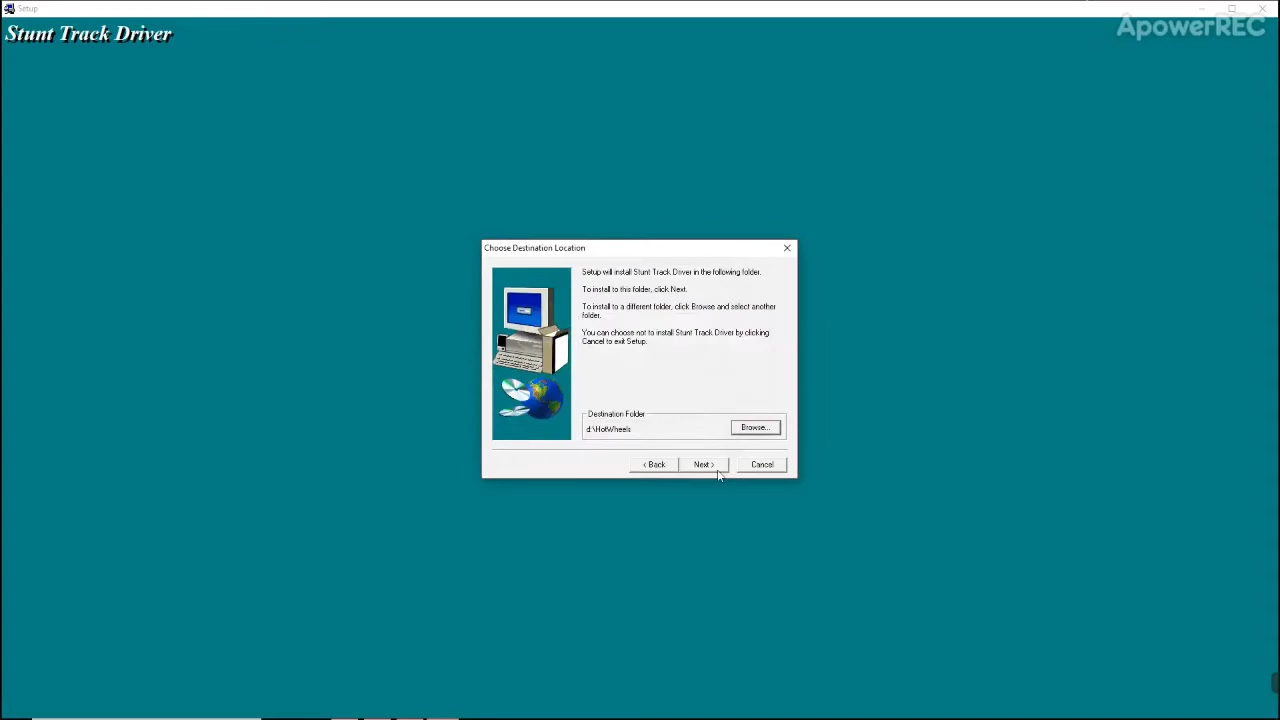 Setup
Stunt Track Driver
ApowerREC
Choose Destination Location
Setup will install Stunt Track Driver in the following folder.
To install to this folder, click Next.
To install to a different folder, click Browse and select another
folder.
You can choose not to install Stunt Track Driver by clicking
Cancel to exit Setup.
Destination Folder
d:\HotWheels
Browse...
< Back
Next >
Cancel